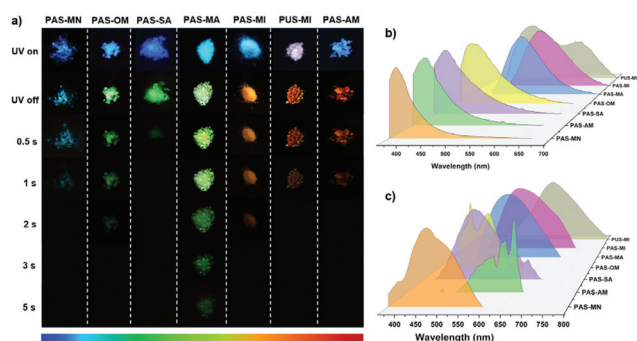 a)
PAS-MN PAS-OM PAS-SA PAS-MA PAS-MI PUS-MI PAS-AM
UV on
UV off
0.5 s
1 s
2 s
3 s
5 s
b)
PUS-MI
PAS-MI
PAS-MA
PAS-OM
PAS-SA
PAS-AM
PAS-MN
400 450 500 550 600 650 700
Wavelength (nm)
c)
PUS-MI
PAS-MI
PAS-MA
PAS-OM
PAS-SA
PAS-AM
PAS-MN
400 450 500 550 600 650 700 750 800
Wavelength (nm)